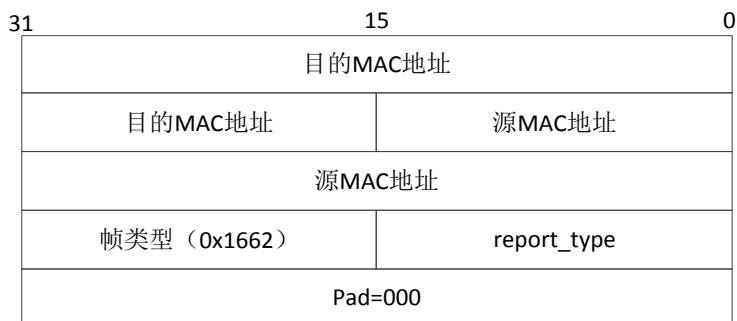 31 15 0
目的MAC地址
目的MAC地址 源MAC地址
源MAC地址
帧类型（0x1662） report_type
Pad=000